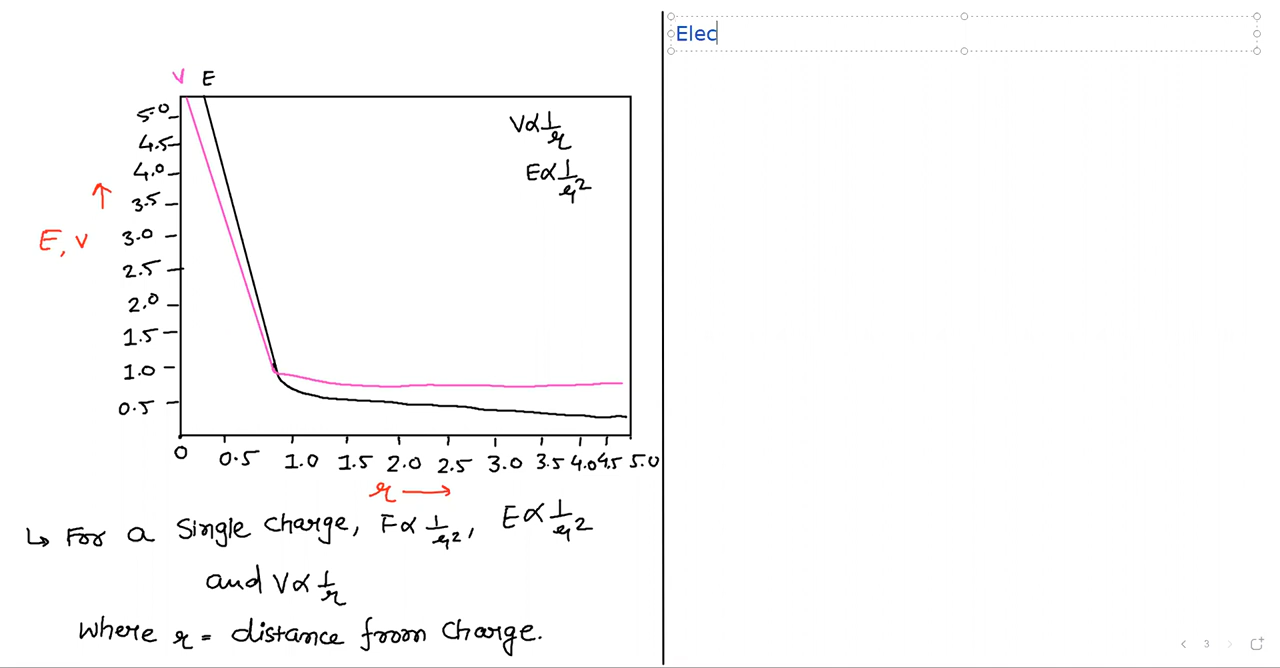 V E
5.0
4.5
4.0
3.5
3.0
2.5
2.0
1.5
1.0
0.5
E, V
V∝1/r
E∝1/r²
0 0.5 1.0 1.5 2.0 2.5 3.0 3.5 4.0 4.5 5.0
r →
↳ For a Single charge, F∝1/r², E∝1/r²
and V∝1/r
Where r = distance from Charge.
Elec
3